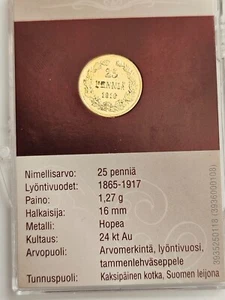 25
PENNIÄ
Nimellisarvo: 25 penniä
Lyöntivuodet: 1865-1917
Paino: 1,27 g
Halkaisija: 16 mm
Metalli: Hopea
Kultaus: 24 kt Au
Arvopuoli: Arvomerkintä, lyöntivuosi,
tammenlehväseppele
Tunnuspuoli: Kaksipäinen kotka, Suomen leijona